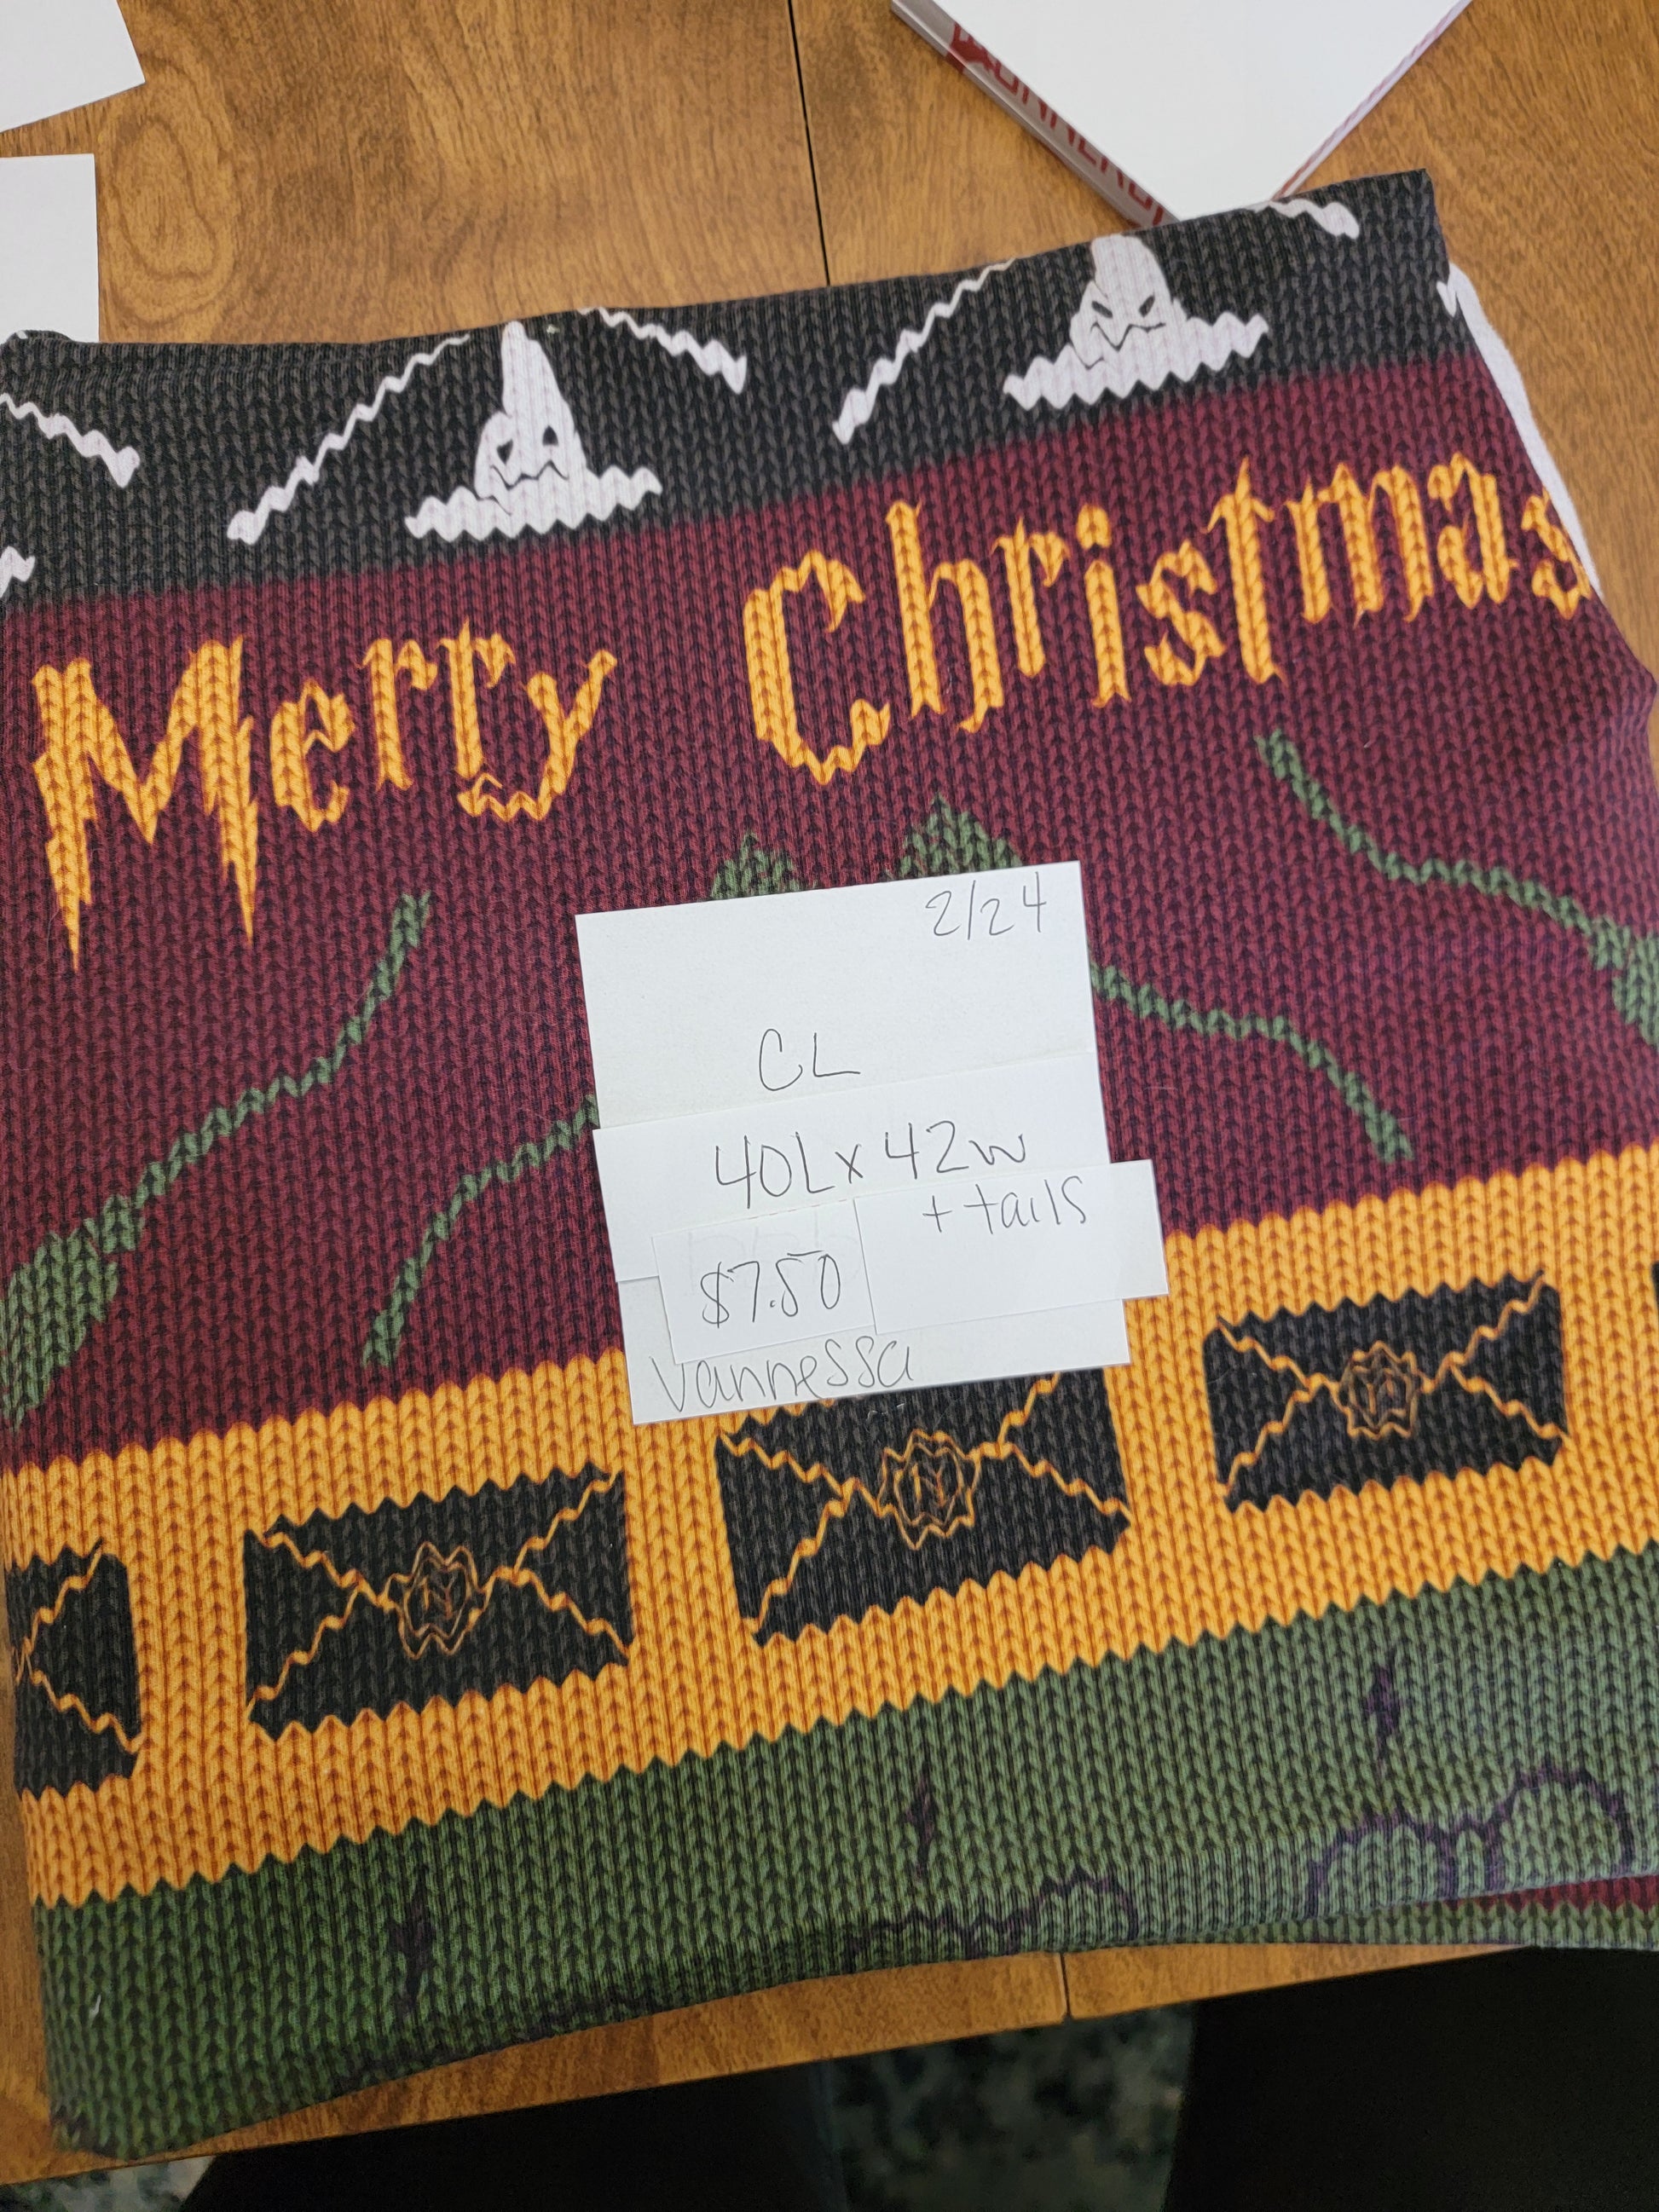 Merry Christmas
2/24
CL
40L x 42w
+ tails
$7.50
Vannessa